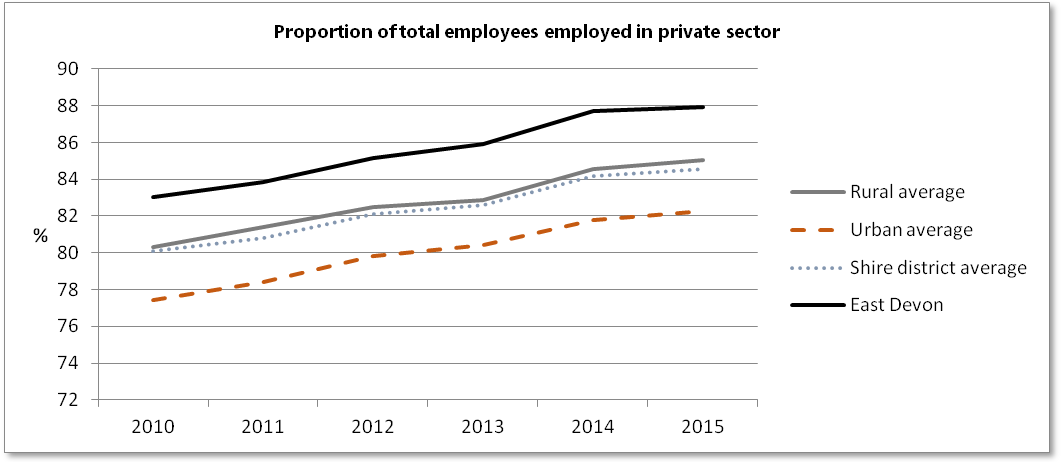 Proportion of total employees employed in private sector
90
88
86
84
82
80
78
76
74
72
%
2010 2011 2012 2013 2014 2015
Rural average
Urban average
Shire district average
East Devon